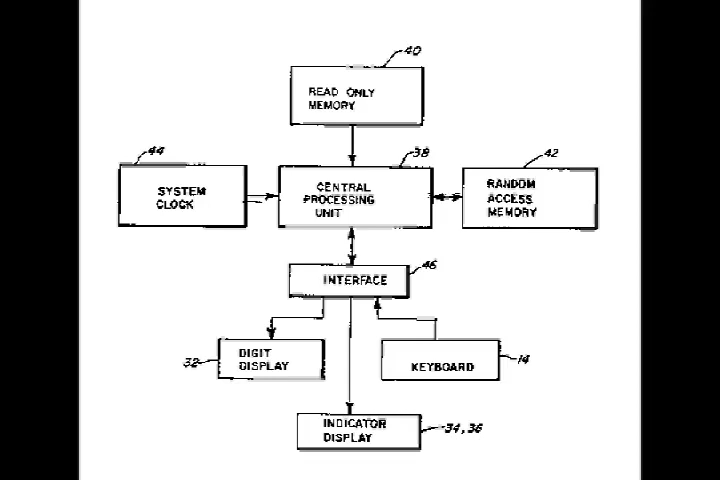 40
READ ONLY
MEMORY
44
38
42
SYSTEM
CLOCK
CENTRAL
PROCESSING
UNIT
RANDOM
ACCESS
MEMORY
INTERFACE
46
32
DIGIT
DISPLAY
KEYBOARD
14
INDICATOR
DISPLAY
34, 36